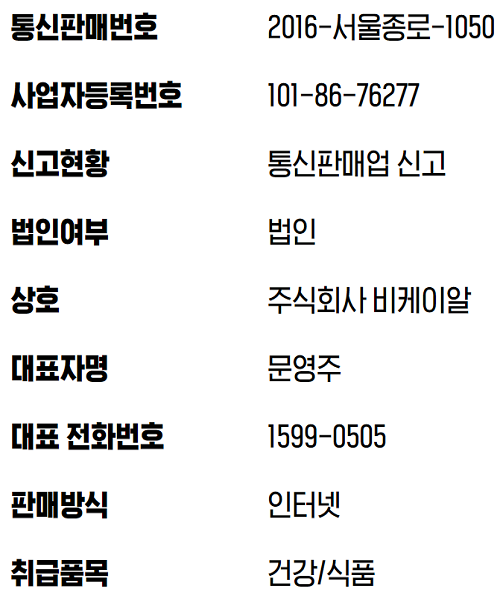 통신판매번호 2016-서울종로-1050
사업자등록번호 101-86-76277
신고현황 통신판매업 신고
법인여부 법인
상호 주식회사 비케이알
대표자명 문영주
대표 전화번호 1599-0505
판매방식 인터넷
취급품목 건강/식품